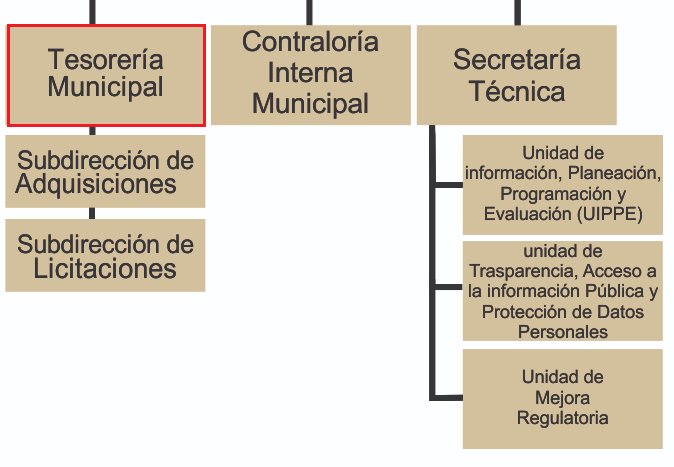 Tesorería
Municipal
Contraloría
Interna
Municipal
Secretaría
Técnica
Subdirección de
Adquisiciones
Subdirección de
Licitaciones
Unidad de
información, Planeación,
Programación y
Evaluación (UIPPE)
unidad de
Trasparencia, Acceso a
la información Pública y
Protección de Datos
Personales
Unidad de
Mejora
Regulatoria